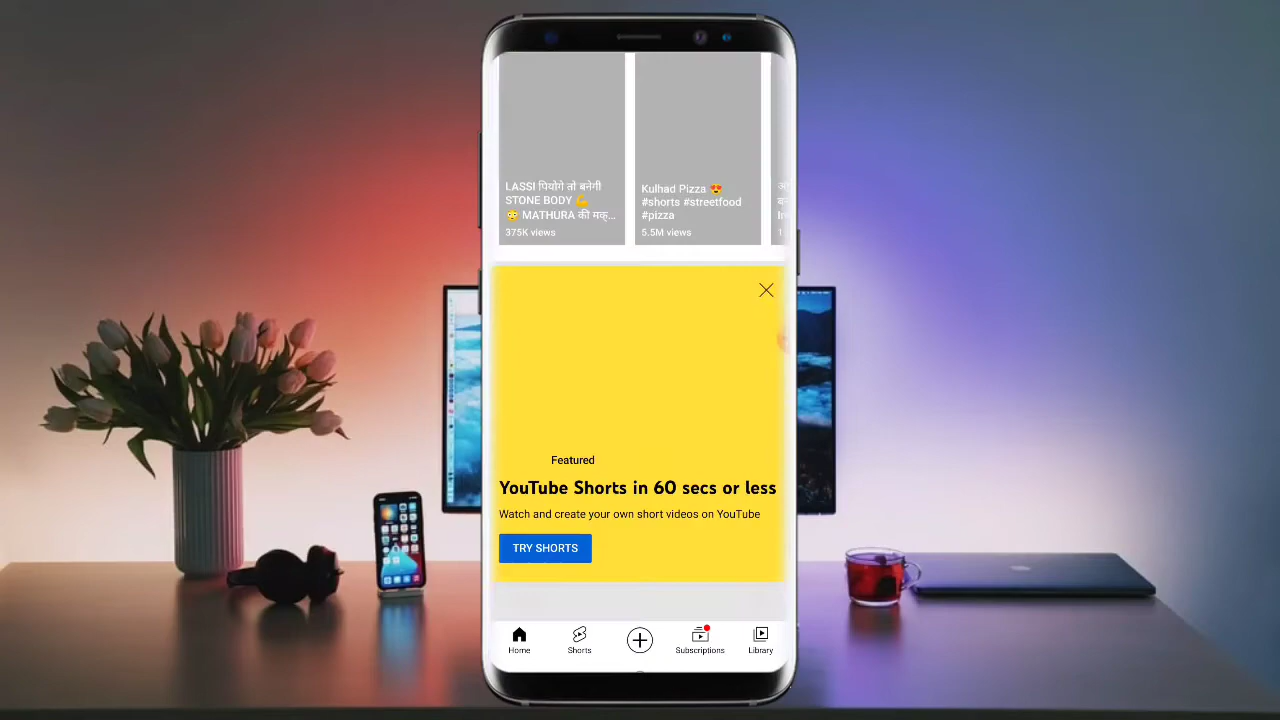 LASSI पियोगे तो बनेगी
STONE BODY 💪
😳 MATHURA की मक्...
375K views
Kulhad Pizza 😍
#shorts #streetfood
#pizza
5.5M views
Featured
YouTube Shorts in 60 secs or less
Watch and create your own short videos on YouTube
TRY SHORTS
Home
Shorts
Subscriptions
Library